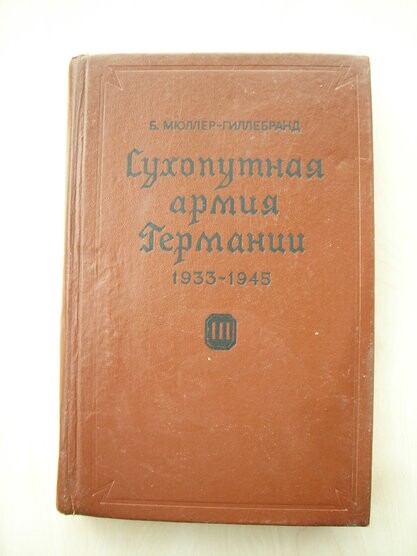 Б. МЮЛЛЕР-ГИЛЛЕБРАНД
Сухопутная
армия
Германии
1933-1945
III